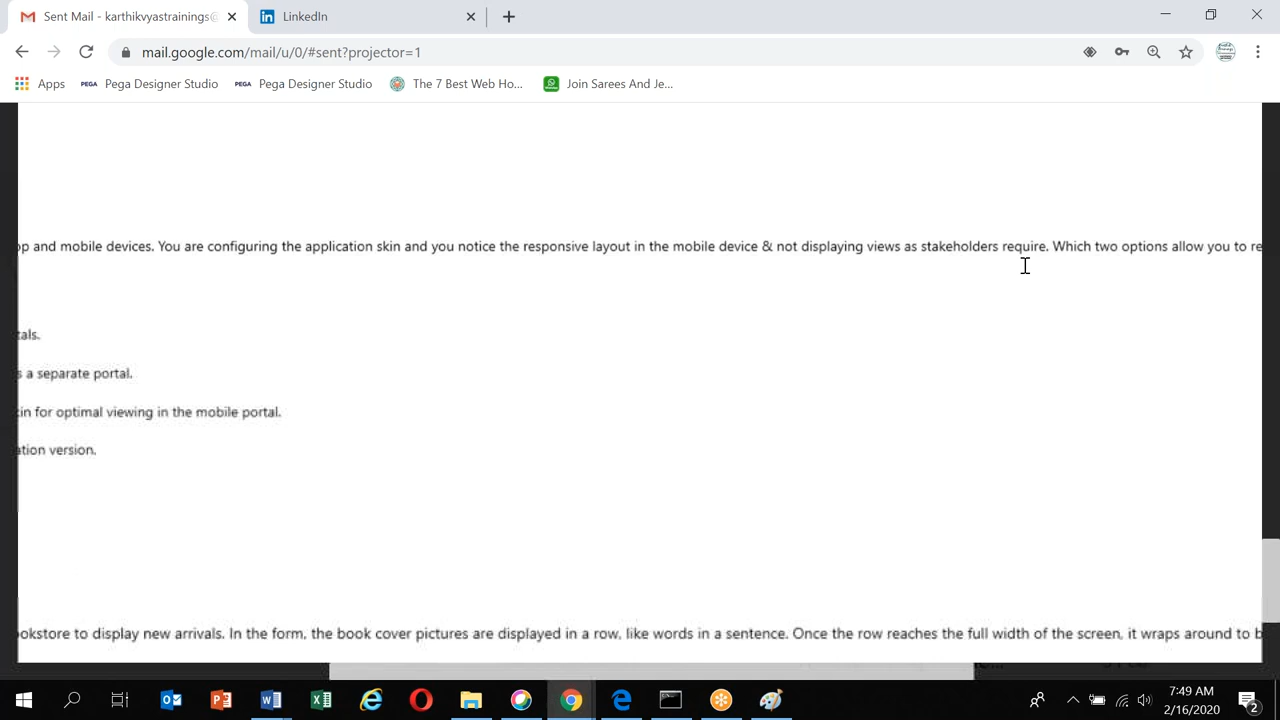 Sent Mail - karthikvyastrainings@
LinkedIn
mail.google.com/mail/u/0/#sent?projector=1
Apps
PEGA Pega Designer Studio
PEGA Pega Designer Studio
The 7 Best Web Ho...
Join Sarees And Je...
op and mobile devices. You are configuring the application skin and you notice the responsive layout in the mobile device & not displaying views as stakeholders require. Which two options allow you to re
tals.
s a separate portal.
in for optimal viewing in the mobile portal.
ation version.
ookstore to display new arrivals. In the form, the book cover pictures are displayed in a row, like words in a sentence. Once the row reaches the full width of the screen, it wraps around to b
7:49 AM
2/16/2020
2